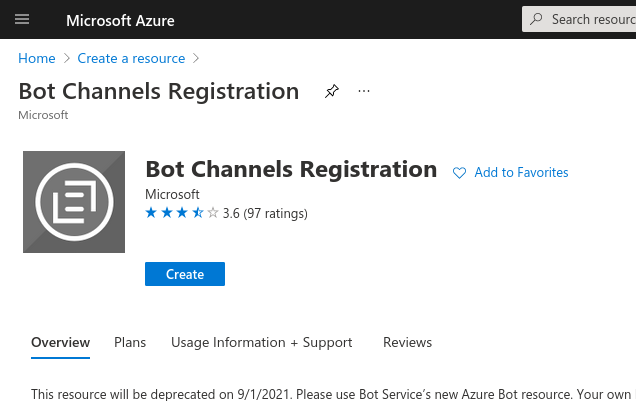 Microsoft Azure
Search resourc
Home > Create a resource >
Bot Channels Registration
Microsoft
Bot Channels Registration
Add to Favorites
Microsoft
3.6 (97 ratings)
Create
Overview Plans Usage Information + Support Reviews
This resource will be deprecated on 9/1/2021. Please use Bot Service's new Azure Bot resource. Your own